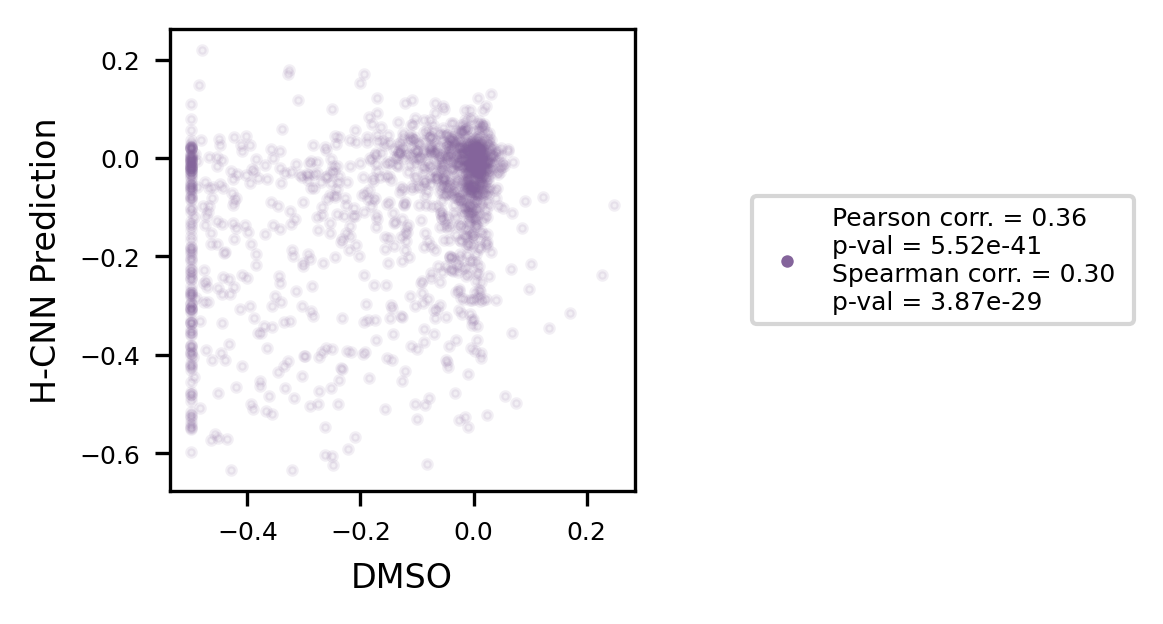 H-CNN Prediction
0.2
0.0
−0.2
−0.4
−0.6
−0.4
−0.2
0.0
0.2
DMSO
Pearson corr. = 0.36
p-val = 5.52e-41
Spearman corr. = 0.30
p-val = 3.87e-29